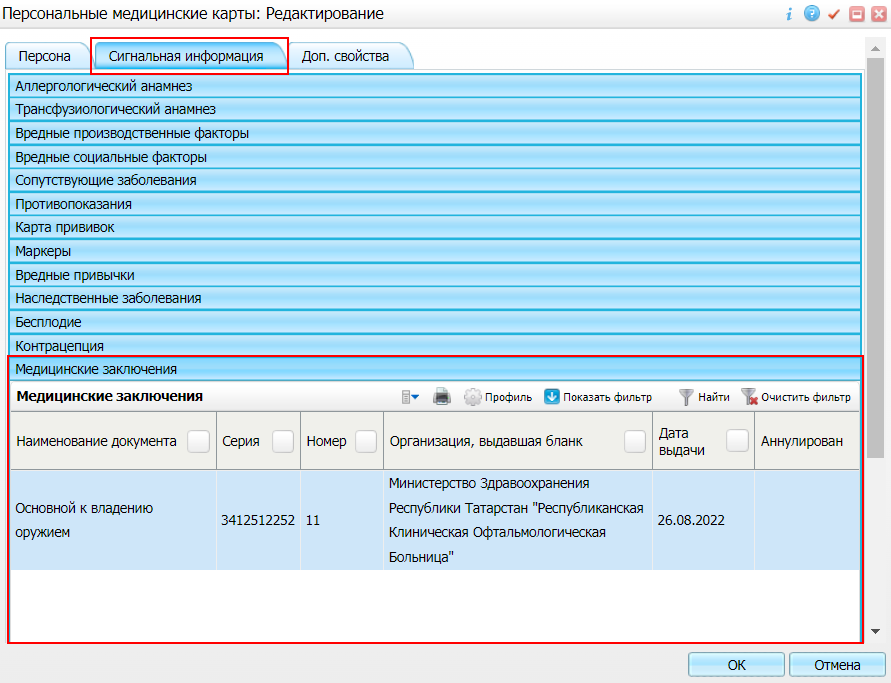 Персональные медицинские карты: Редактирование
Персона
Сигнальная информация
Доп. свойства
Аллергологический анамнез
Трансфузиологический анамнез
Вредные производственные факторы
Вредные социальные факторы
Сопутствующие заболевания
Противопоказания
Карта прививок
Маркеры
Вредные привычки
Наследственные заболевания
Бесплодие
Контрацепция
Медицинские заключения
Медицинские заключения
Профиль
Показать фильтр
Найти
Очистить фильтр
Наименование документа
Серия
Номер
Организация, выдавшая бланк
Дата
выдачи
Аннулирован
Основной к владению
оружием
3412512252
11
Министерство Здравоохранения
Республики Татарстан "Республиканская
Клиническая Офтальмологическая
Больница"
26.08.2022
ОК
Отмена